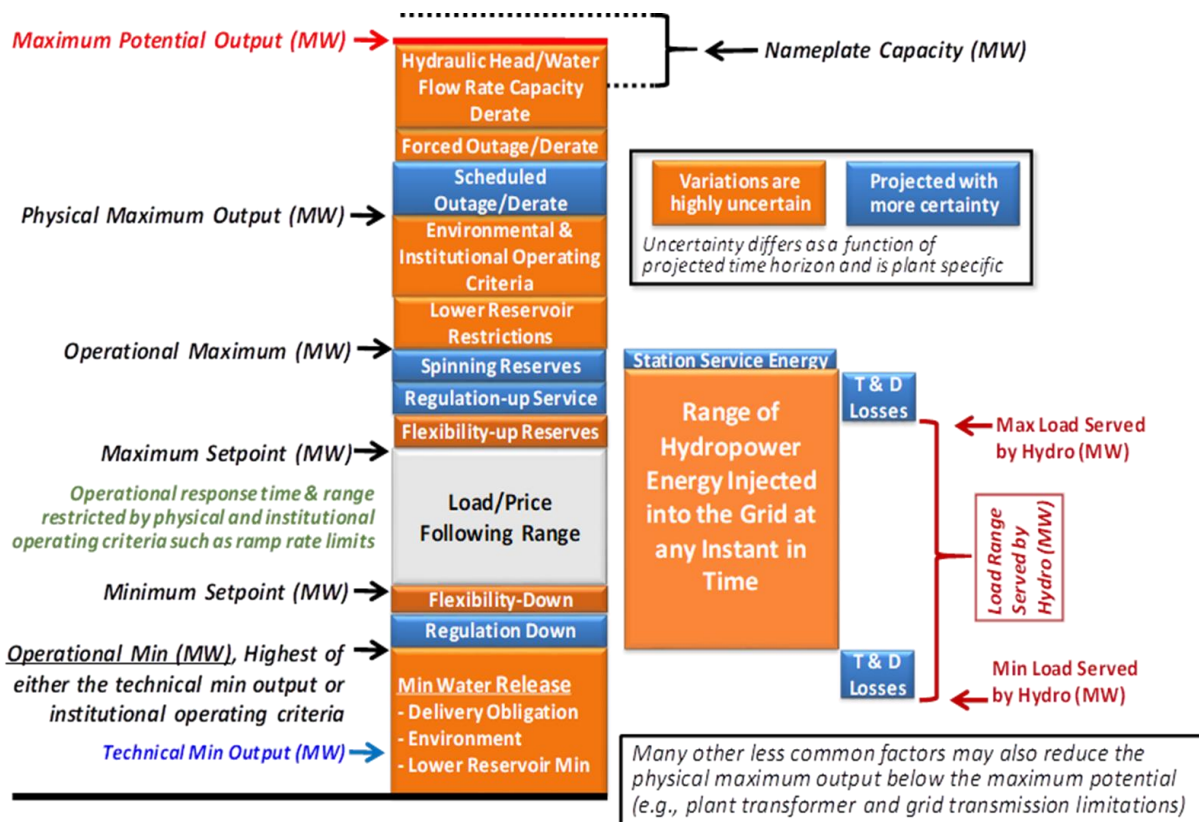 Maximum Potential Output (MW)
Nameplate Capacity (MW)
Hydraulic Head/Water
Flow Rate Capacity
Derate
Forced Outage/Derate
Scheduled
Outage/Derate
Physical Maximum Output (MW)
Environmental &
Institutional Operating
Criteria
Lower Reservoir
Restrictions
Operational Maximum (MW)
Spinning Reserves
Regulation-up Service
Flexibility-up Reserves
Maximum Setpoint (MW)
Operational response time & range
restricted by physical and institutional
operating criteria such as ramp rate limits
Load/Price
Following Range
Minimum Setpoint (MW)
Flexibility-Down
Regulation Down
Operational Min (MW), Highest of
either the technical min output or
institutional operating criteria
Technical Min Output (MW)
Min Water Release
- Delivery Obligation
- Environment
- Lower Reservoir Min
Variations are
highly uncertain
Projected with
more certainty
Uncertainty differs as a function of
projected time horizon and is plant specific
Station Service Energy
Range of
Hydropower
Energy Injected
into the Grid at
any Instant in
Time
T & D
Losses
Max Load Served
by Hydro (MW)
Load Range
Served by
Hydro (MW)
T & D
Losses
Min Load Served
by Hydro (MW)
Many other less common factors may also reduce the
physical maximum output below the maximum potential
(e.g., plant transformer and grid transmission limitations)